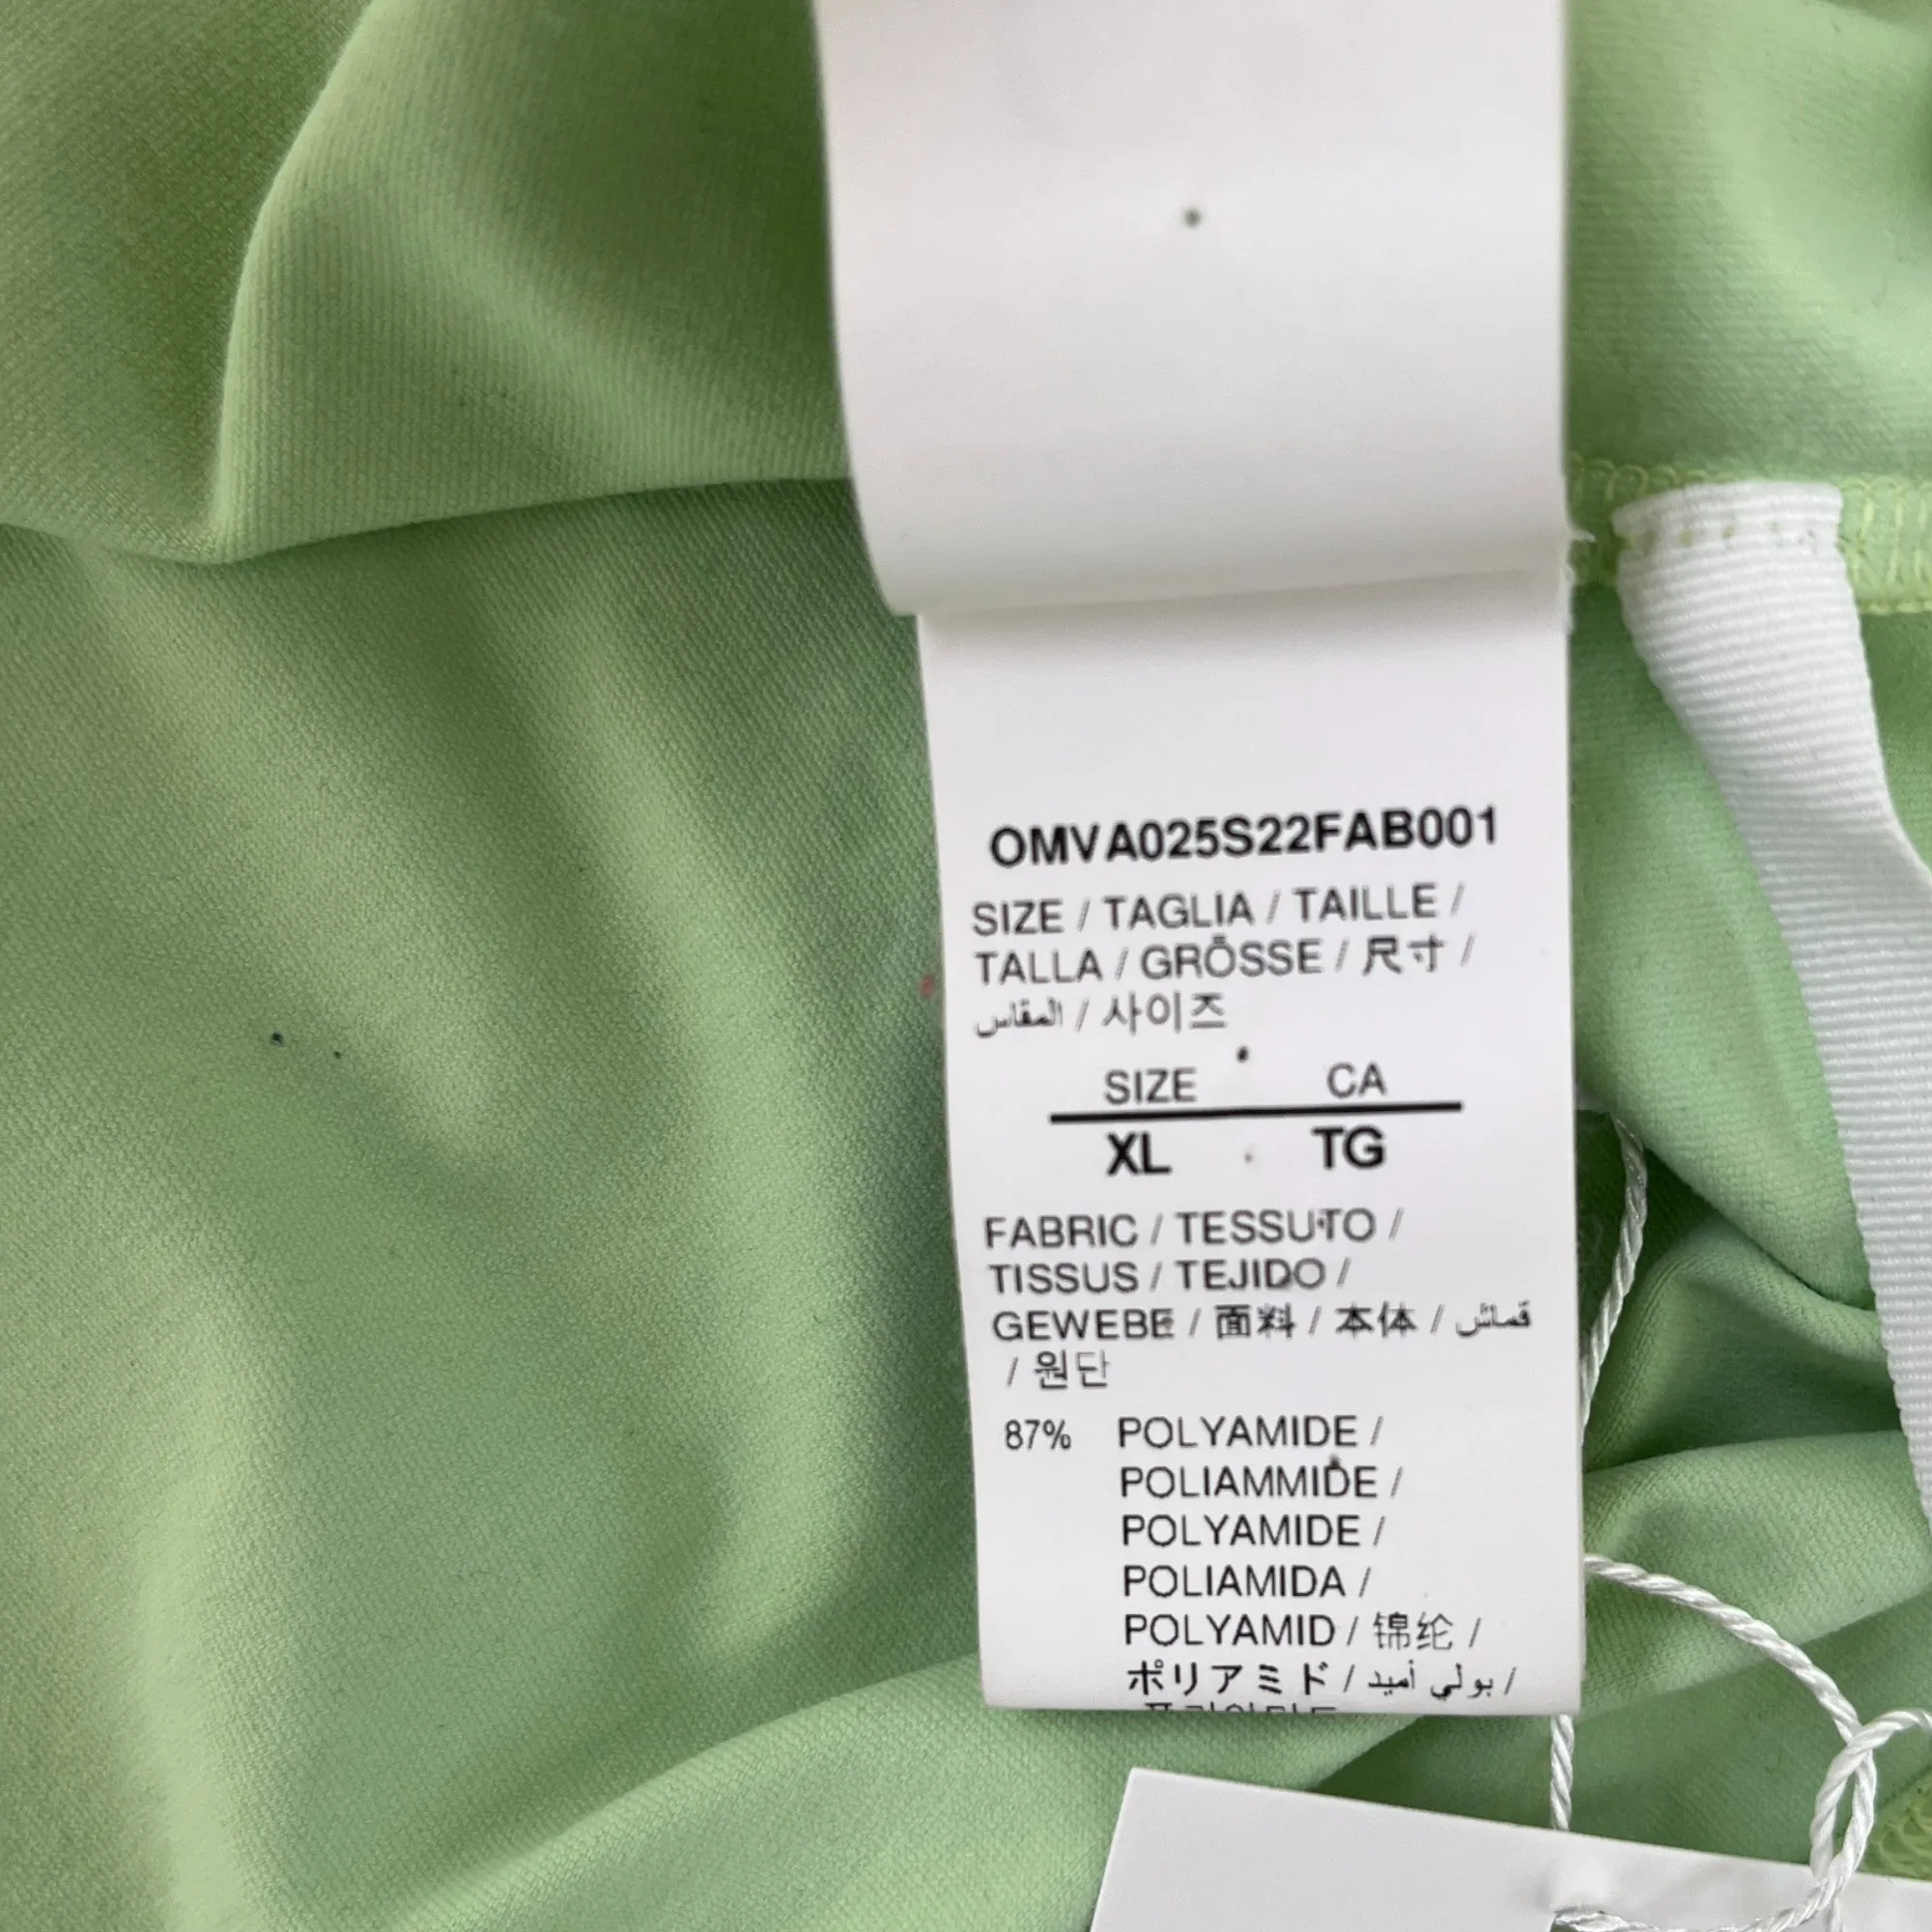 OMVA025S22FAB001
SIZE / TAGLIA / TAILLE /
TALLA / GRÖSSE / 尺寸 /
المقاس / 사이즈
SIZE CA
XL TG
FABRIC / TESSUTO /
TISSUS / TEJIDO /
GEWEBE / 面料 / 本体 / قماش
/ 원단
87% POLYAMIDE /
POLIAMMIDE /
POLYAMIDE /
POLIAMIDA /
POLYAMID / 锦纶 /
ポリアミド / بولي أميد /